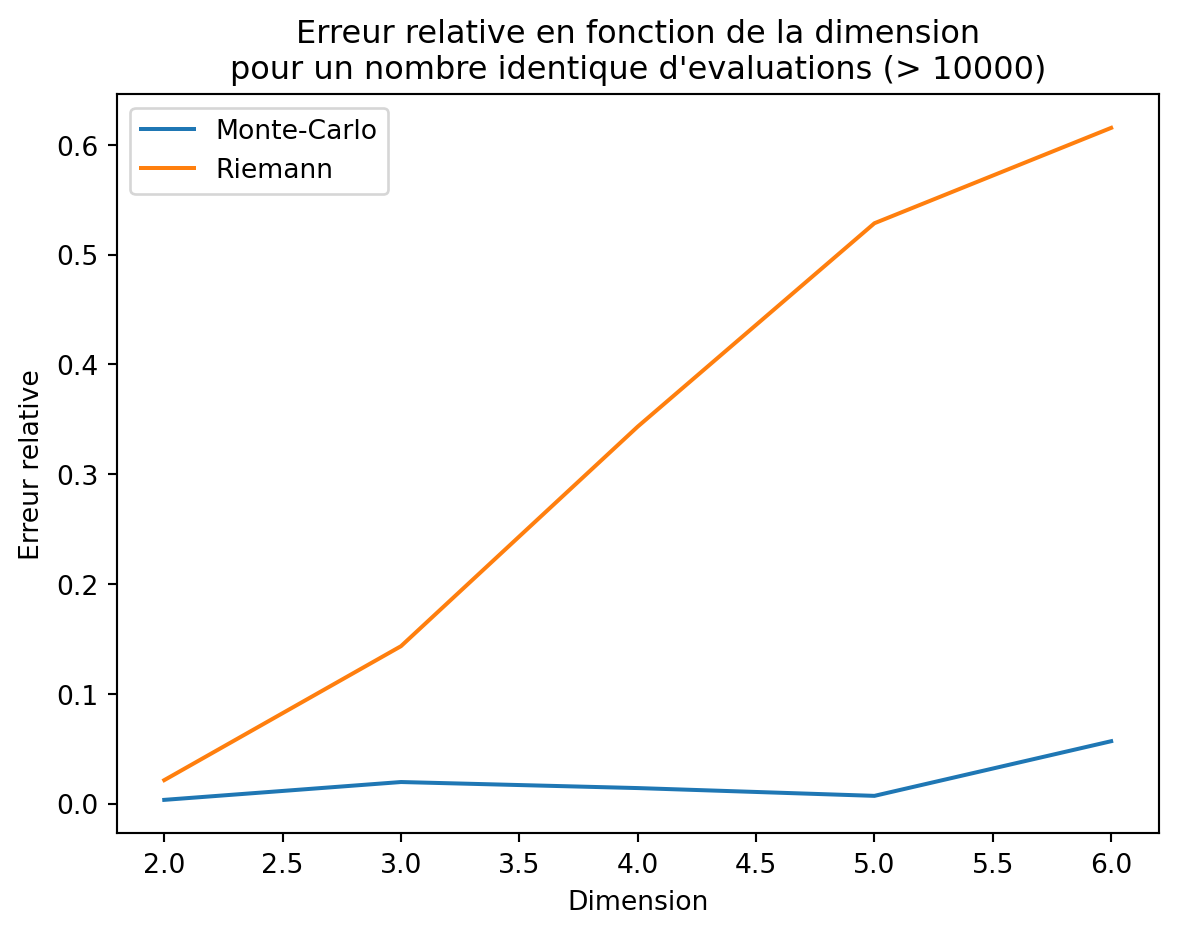 Erreur relative en fonction de la dimension
pour un nombre identique d'evaluations (> 10000)
Monte-Carlo
Riemann
Erreur relative
0.6
0.5
0.4
0.3
0.2
0.1
0.0
2.0 2.5 3.0 3.5 4.0 4.5 5.0 5.5 6.0
Dimension